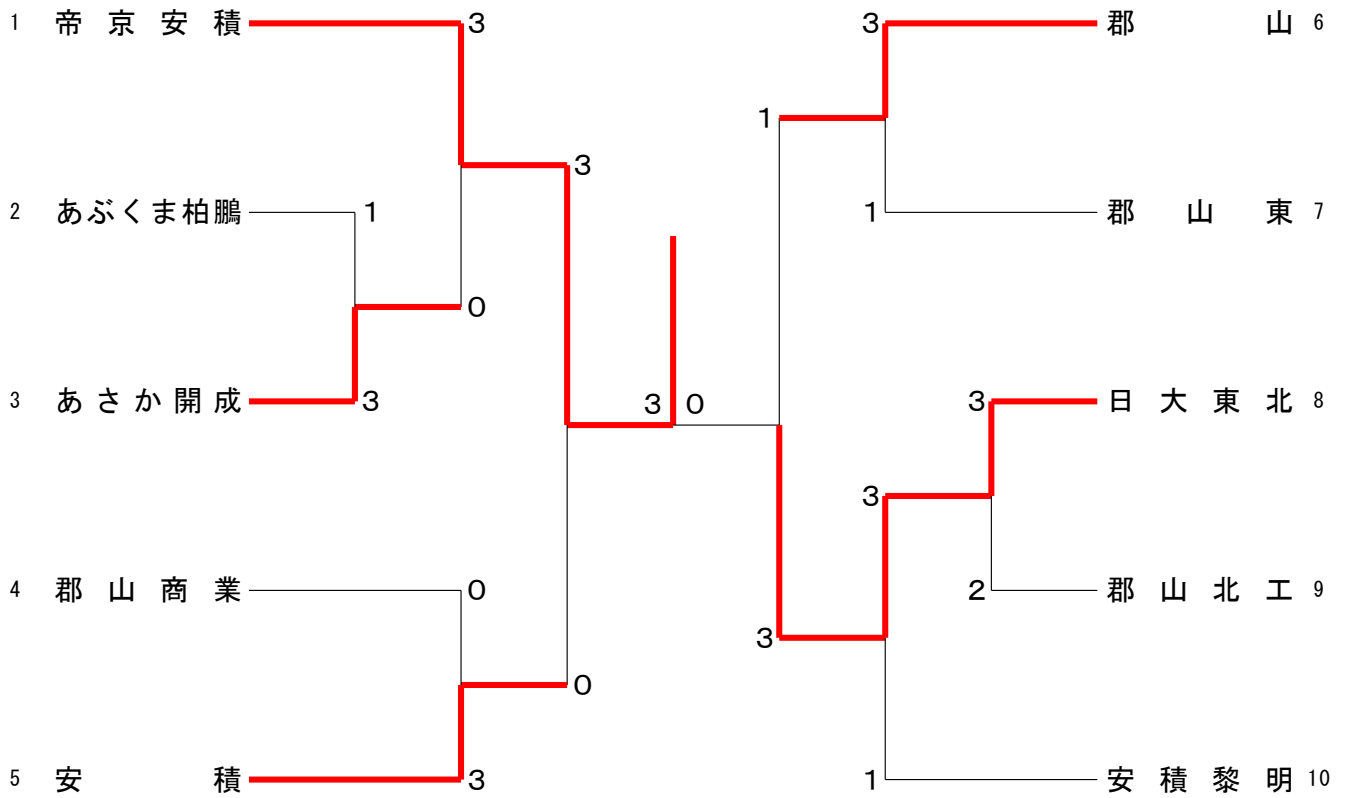 1 帝京安積 3 3 郡山 6
1
3
2 あぶくま柏鵬 1 1 郡山東 7
0
3 あさか開成 3 3 0 3 日大東北 8
3
4 郡山商業 0 2 郡山北工 9
3
0
5 安積 3 1 安積黎明 10